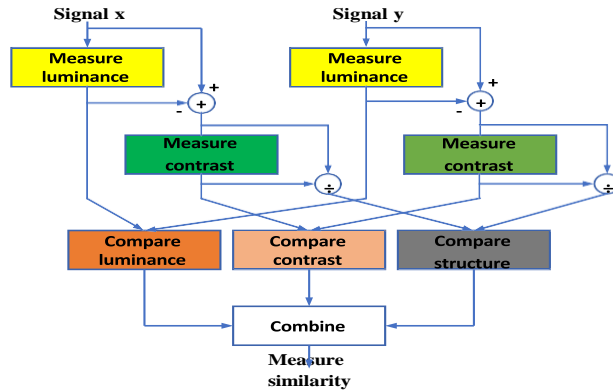 Signal x
Signal y
Measure
luminance
Measure
luminance
+
+
-
+
-
+
Measure
contrast
Measure
contrast
÷
÷
Compare
luminance
Compare
contrast
Compare
structure
Combine
Measure
similarity